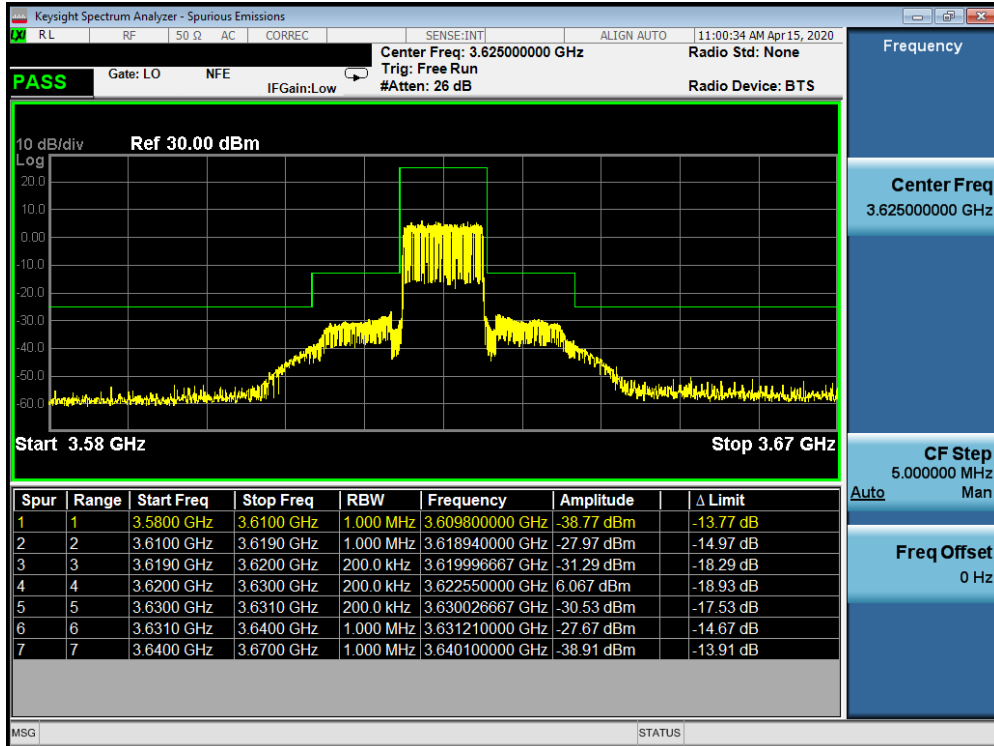 Keysight Spectrum Analyzer - Spurious Emissions
LXI RL RF 50 Ω AC CORREC SENSE:INT ALIGN AUTO 11:00:34 AM Apr 15, 2020
Center Freq: 3.625000000 GHz Radio Std: None
PASS Gate: LO NFE Trig: Free Run
IFGain:Low #Atten: 26 dB Radio Device: BTS
10 dB/div Ref 30.00 dBm
Log
20.0
10.0
0.00
-10.0
-20.0
-30.0
-40.0
-50.0
-60.0
Start 3.58 GHz Stop 3.67 GHz
Spur Range Start Freq Stop Freq RBW Frequency Amplitude Δ Limit
1 1 3.5800 GHz 3.6100 GHz 1.000 MHz 3.609800000 GHz -38.77 dBm -13.77 dB
2 2 3.6100 GHz 3.6190 GHz 1.000 MHz 3.618940000 GHz -27.97 dBm -14.97 dB
3 3 3.6190 GHz 3.6200 GHz 200.0 kHz 3.619996667 GHz -31.29 dBm -18.29 dB
4 4 3.6200 GHz 3.6300 GHz 200.0 kHz 3.622550000 GHz 6.067 dBm -18.93 dB
5 5 3.6300 GHz 3.6310 GHz 200.0 kHz 3.630026667 GHz -30.53 dBm -17.53 dB
6 6 3.6310 GHz 3.6400 GHz 1.000 MHz 3.631210000 GHz -27.67 dBm -14.67 dB
7 7 3.6400 GHz 3.6700 GHz 1.000 MHz 3.640100000 GHz -38.91 dBm -13.91 dB
MSG STATUS
Frequency
Center Freq
3.625000000 GHz
CF Step
5.000000 MHz
Auto Man
Freq Offset
0 Hz